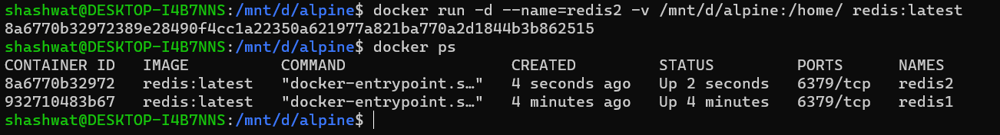 shashwat@DESKTOP-I4B7NNS:/mnt/d/alpine$ docker run -d --name=redis2 -v /mnt/d/alpine:/home/ redis:latest
8a6770b32972389e28490f4cc1a22350a621977a821ba770a2d1844b3b862515
shashwat@DESKTOP-I4B7NNS:/mnt/d/alpine$ docker ps
CONTAINER ID   IMAGE          COMMAND                  CREATED         STATUS         PORTS      NAMES
8a6770b32972   redis:latest   "docker-entrypoint.s…"   4 seconds ago   Up 2 seconds   6379/tcp   redis2
932710483b67   redis:latest   "docker-entrypoint.s…"   4 minutes ago   Up 4 minutes   6379/tcp   redis1
shashwat@DESKTOP-I4B7NNS:/mnt/d/alpine$